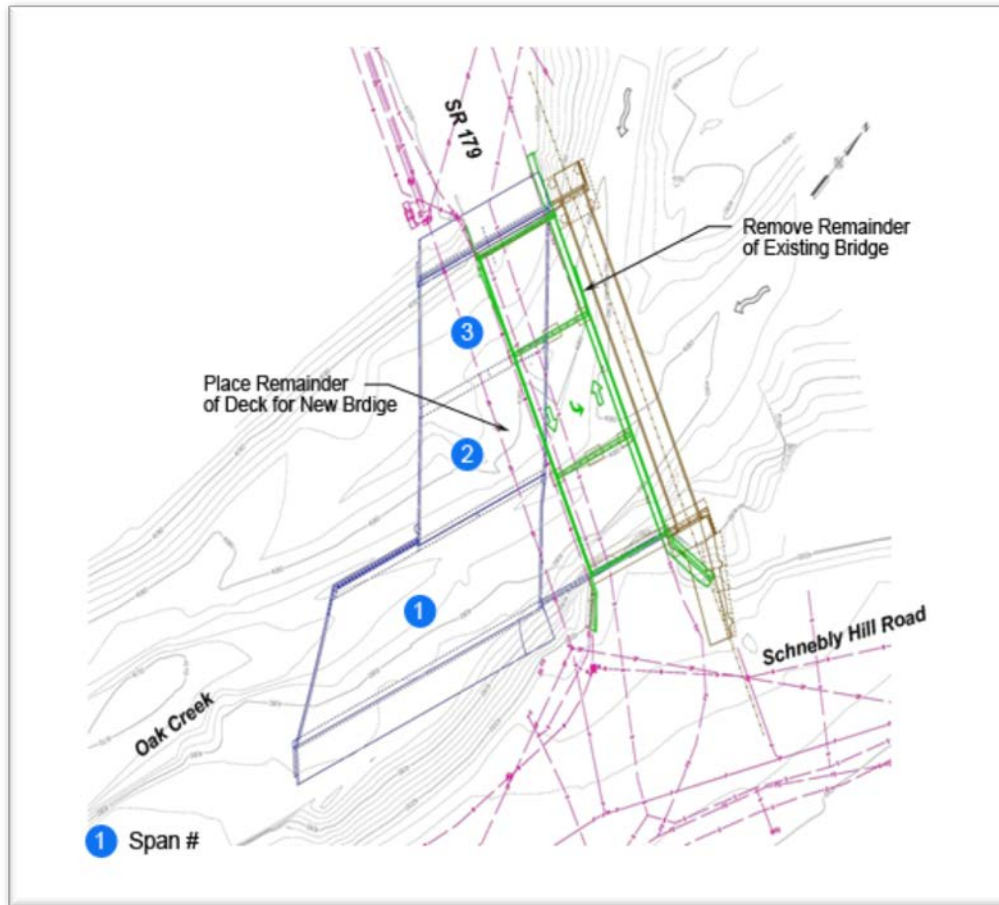 SR 179
Remove Remainder
of Existing Bridge
3
Place Remainder
of Deck for New Brdige
2
1
Schnebly Hill Road
Oak Creek
1 Span #